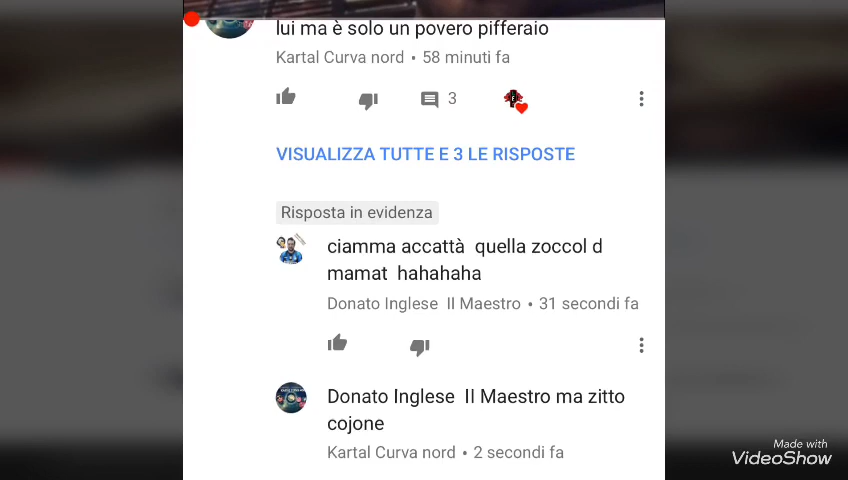 lui ma è solo un povero pifferaio
Kartal Curva nord • 58 minuti fa
3
VISUALIZZA TUTTE E 3 LE RISPOSTE
Risposta in evidenza
ciamma accattà quella zoccol d
mamat hahahaha
Donato Inglese Il Maestro • 31 secondi fa
Donato Inglese Il Maestro ma zitto
cojone
Kartal Curva nord • 2 secondi fa
Made with
VideoShow